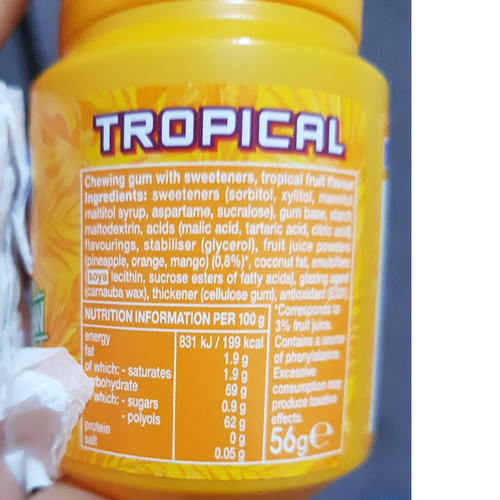 TROPICAL
Chewing gum with sweeteners, tropical fruit flavour
Ingredients: sweeteners (sorbitol, xylitol, mannitol
maltitol syrup, aspartame, sucralose), gum base, starch
maltodextrin, acids (malic acid, tartaric acid, citric acid)
flavourings, stabiliser (glycerol), fruit juice powders
(pineapple, orange, mango) (0,8%)*, coconut fat, emulsifiers
(soya lecithin, sucrose esters of fatty acids), glazing agent
(carnauba wax), thickener (cellulose gum), antioxidant (E321)
NUTRITION INFORMATION PER 100 g
energy 831 kJ / 199 kcal
fat 1.9 g
of which: - saturates 1.9 g
carbohydrate 69 g
which: - sugars 0.9 g
- polyols 62 g
protein 0 g
salt 0.05 g
*Corresponds to
3% fruit juice.
Contains a source
of phenylalanine.
Excessive
consumption may
produce laxative
effects.
56g℮